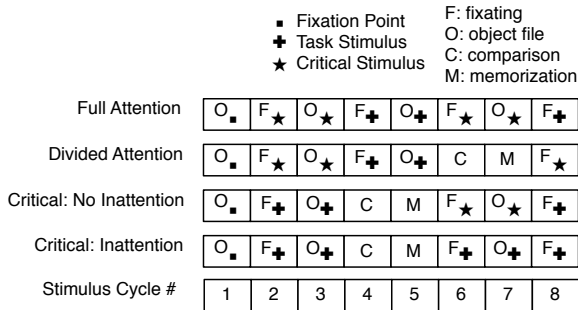 Fixation Point
Task Stimulus
Critical Stimulus
F: fixating
O: object file
C: comparison
M: memorization
Full Attention O F O F O F O F
Divided Attention O F O F O C M F
Critical: No Inattention O F O C M F O F
Critical: Inattention O F O C M F O F
Stimulus Cycle # 1 2 3 4 5 6 7 8